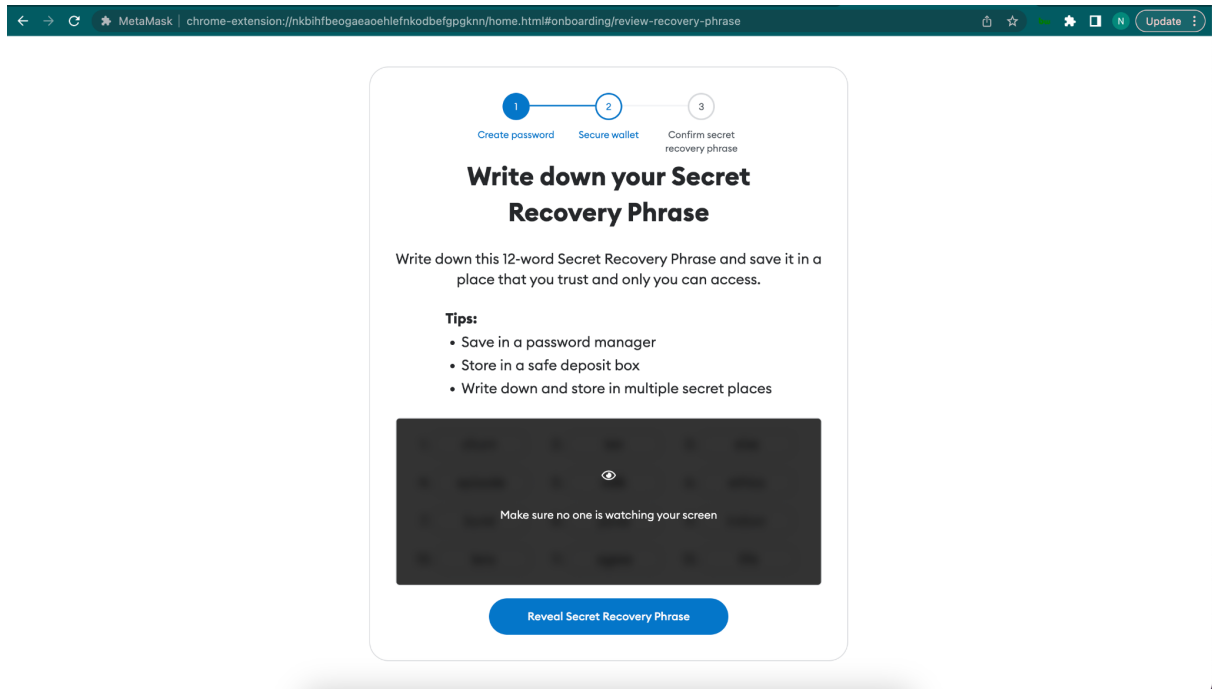 MetaMask | chrome-extension://nkbihfbeogaeaoehlefnkodbefgpgknn/home.html#onboarding/review-recovery-phrase
N
Update
1
2
3
Create password
Secure wallet
Confirm secret
recovery phrase
Write down your Secret
Recovery Phrase
Write down this 12-word Secret Recovery Phrase and save it in a
place that you trust and only you can access.
Tips:
• Save in a password manager
• Store in a safe deposit box
• Write down and store in multiple secret places
Make sure no one is watching your screen
Reveal Secret Recovery Phrase